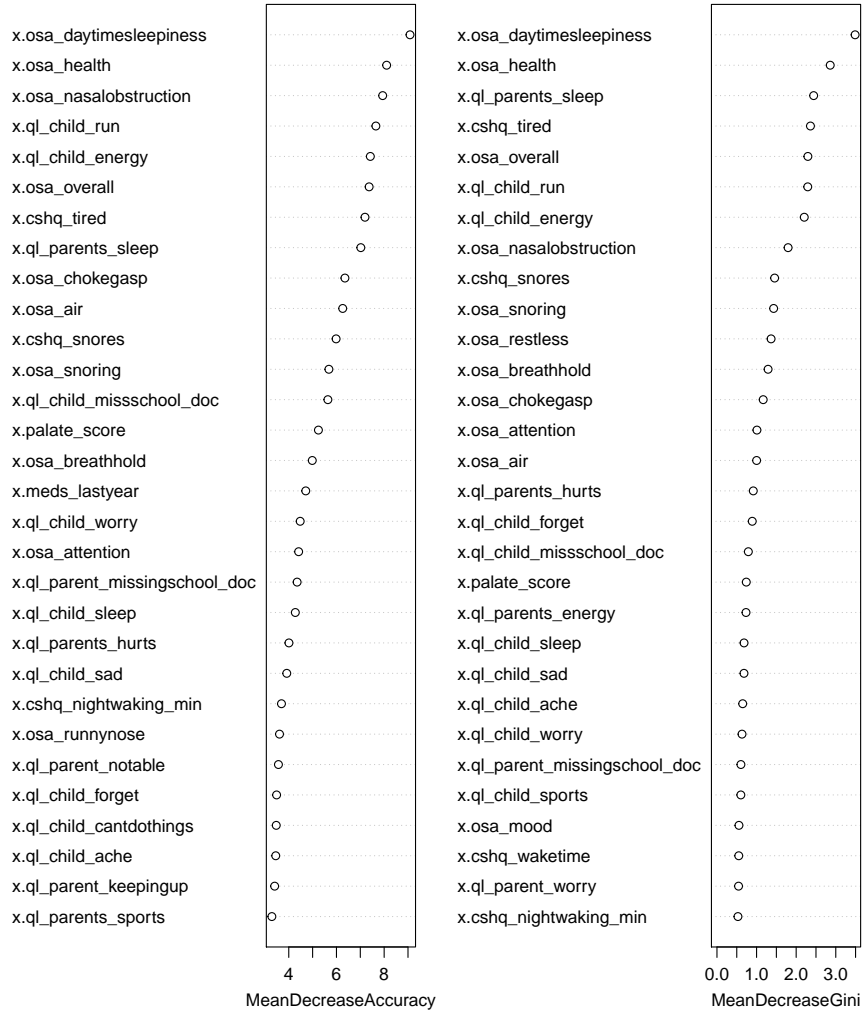 x.osa_daytimesleepiness
x.osa_health
x.osa_nasalobstruction
x.ql_child_run
x.ql_child_energy
x.osa_overall
x.cshq_tired
x.ql_parents_sleep
x.osa_chokegasp
x.osa_air
x.cshq_snores
x.osa_snoring
x.ql_child_missschool_doc
x.palate_score
x.osa_breathhold
x.meds_lastyear
x.ql_child_worry
x.osa_attention
x.ql_parent_missingschool_doc
x.ql_child_sleep
x.ql_parents_hurts
x.ql_child_sad
x.cshq_nightwaking_min
x.osa_runnynose
x.ql_parent_notable
x.ql_child_forget
x.ql_child_cantdothings
x.ql_child_ache
x.ql_parent_keepingup
x.ql_parents_sports
4 6 8
MeanDecreaseAccuracy
x.osa_daytimesleepiness
x.osa_health
x.ql_parents_sleep
x.cshq_tired
x.osa_overall
x.ql_child_run
x.ql_child_energy
x.osa_nasalobstruction
x.cshq_snores
x.osa_snoring
x.osa_restless
x.osa_breathhold
x.osa_chokegasp
x.osa_attention
x.osa_air
x.ql_parents_hurts
x.ql_child_forget
x.ql_child_missschool_doc
x.palate_score
x.ql_parents_energy
x.ql_child_sleep
x.ql_child_sad
x.ql_child_ache
x.ql_child_worry
x.ql_parent_missingschool_doc
x.ql_child_sports
x.osa_mood
x.cshq_waketime
x.ql_parent_worry
x.cshq_nightwaking_min
0.0 1.0 2.0 3.0
MeanDecreaseGini